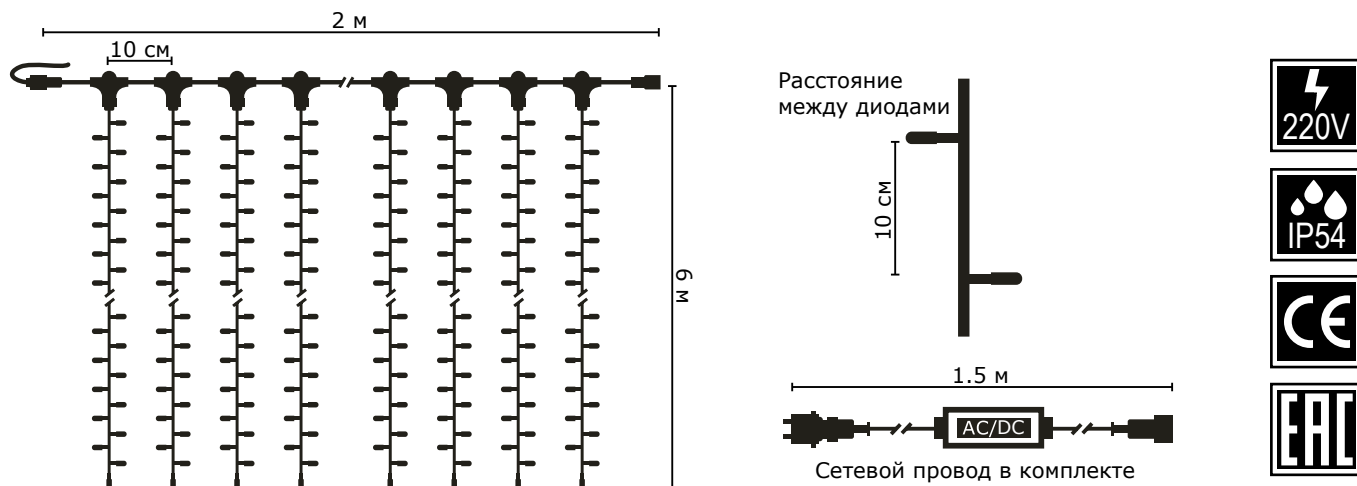 2 м
10 см
6 м
Расстояние
между диодами
10 см
1.5 м
AC/DC
Сетевой провод в комплекте
220V
IP54
CE
EAC